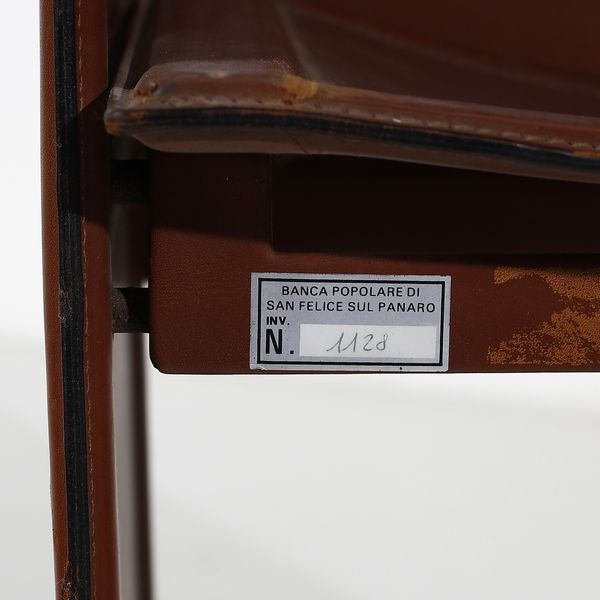 BANCA POPOLARE DI
SAN FELICE SUL PANARO
INV.
N. 1128